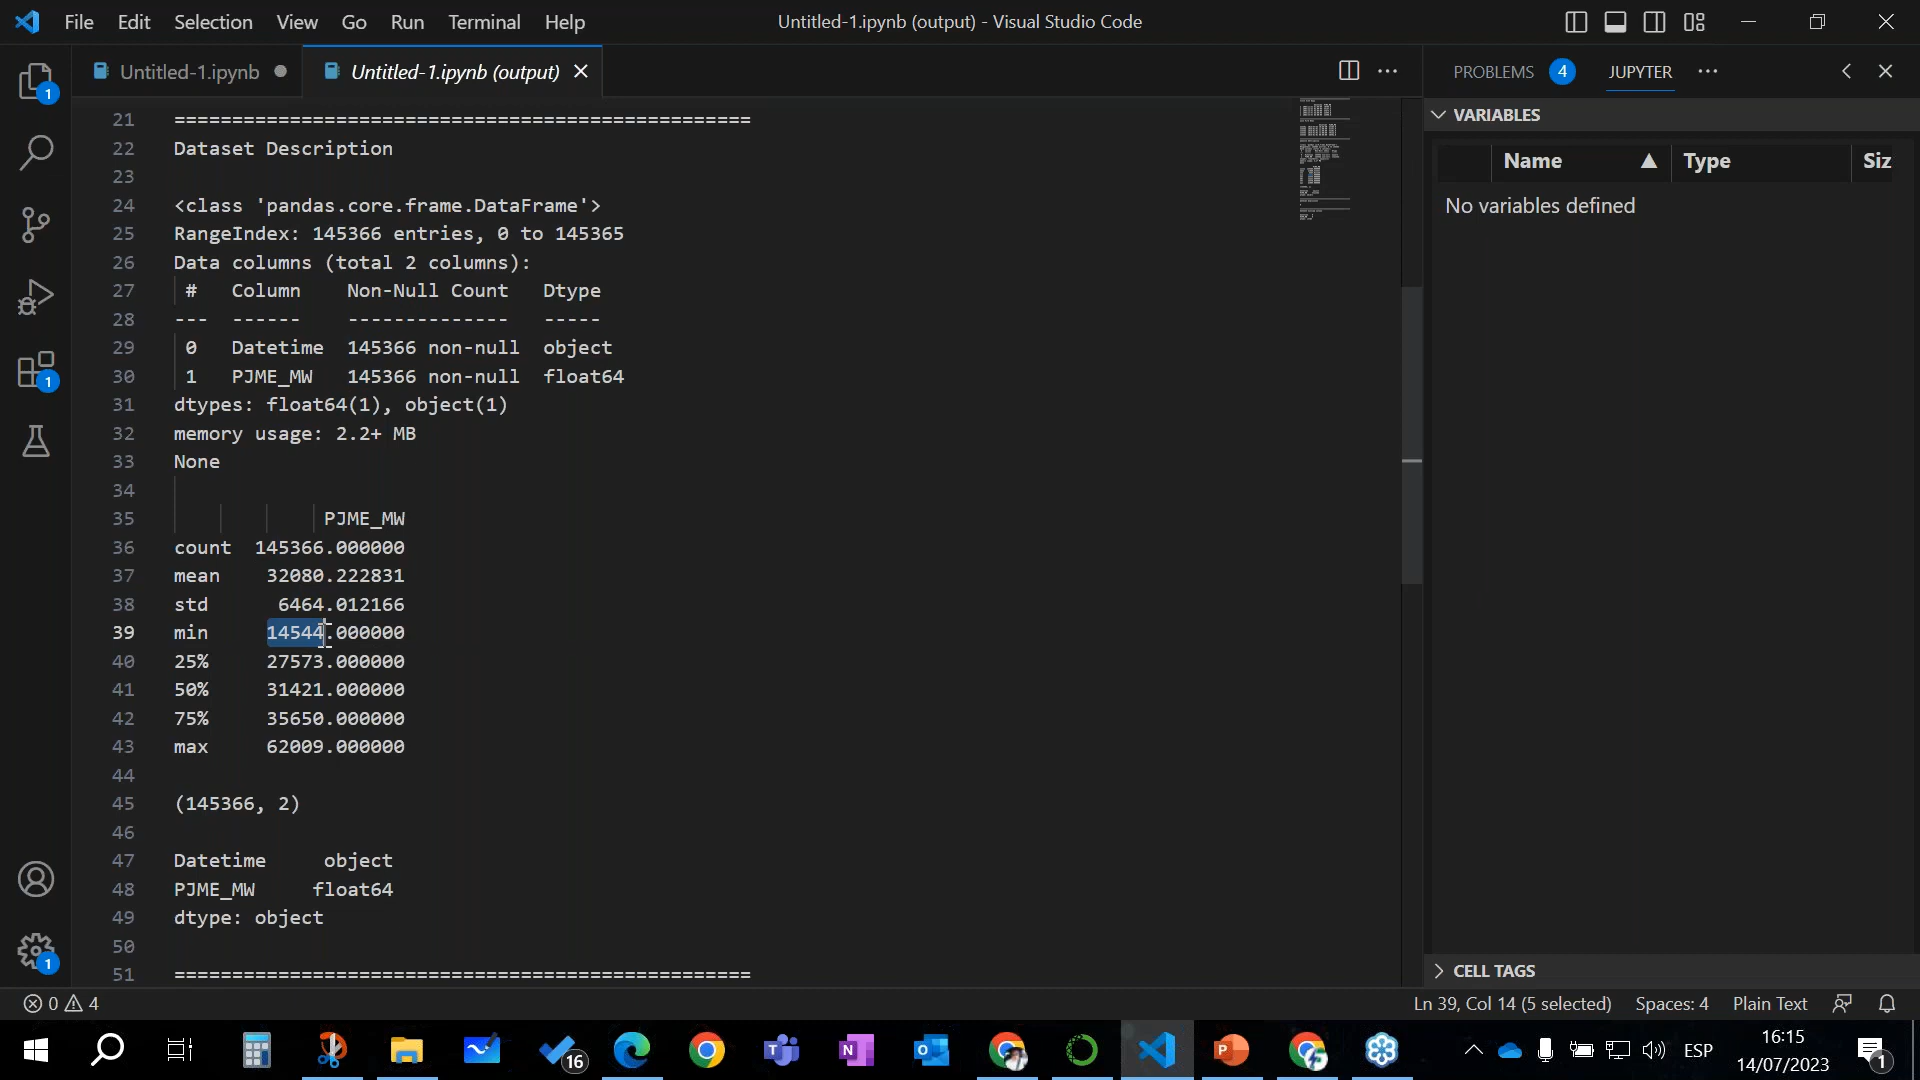 File Edit Selection View Go Run Terminal Help
Untitled-1.ipynb (output) - Visual Studio Code
Untitled-1.ipynb
Untitled-1.ipynb (output)
PROBLEMS 4 JUPYTER
VARIABLES
Name Type Siz
No variables defined
CELL TAGS
1
1
1
21 ==================================================
22 Dataset Description
23
24 <class 'pandas.core.frame.DataFrame'>
25 RangeIndex: 145366 entries, 0 to 145365
26 Data columns (total 2 columns):
27 # Column Non-Null Count Dtype
28 --- ------ -------------- -----
29 0 Datetime 145366 non-null object
30 1 PJME_MW 145366 non-null float64
31 dtypes: float64(1), object(1)
32 memory usage: 2.2+ MB
33 None
34
35 PJME_MW
36 count 145366.000000
37 mean 32080.222831
38 std 6464.012166
39 min 14544.000000
40 25% 27573.000000
41 50% 31421.000000
42 75% 35650.000000
43 max 62009.000000
44
45 (145366, 2)
46
47 Datetime object
48 PJME_MW float64
49 dtype: object
50
51 ==================================================
0 4
Ln 39, Col 14 (5 selected) Spaces: 4 Plain Text
16
ESP
16:15
14/07/2023
1